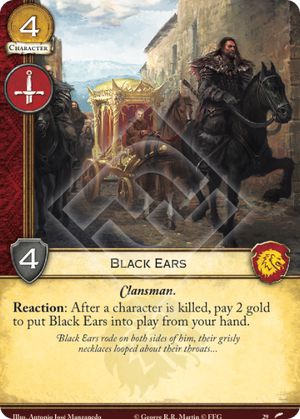 4
Character
4
Black Ears
Clansman.
Reaction: After a character is killed, pay 2 gold
to put Black Ears into play from your hand.
Black Ears rode on both sides of him, their grisly
necklaces looped about their throats...
Illus. Antonio José Manzanedo
© George R.R. Martin © FFG
29